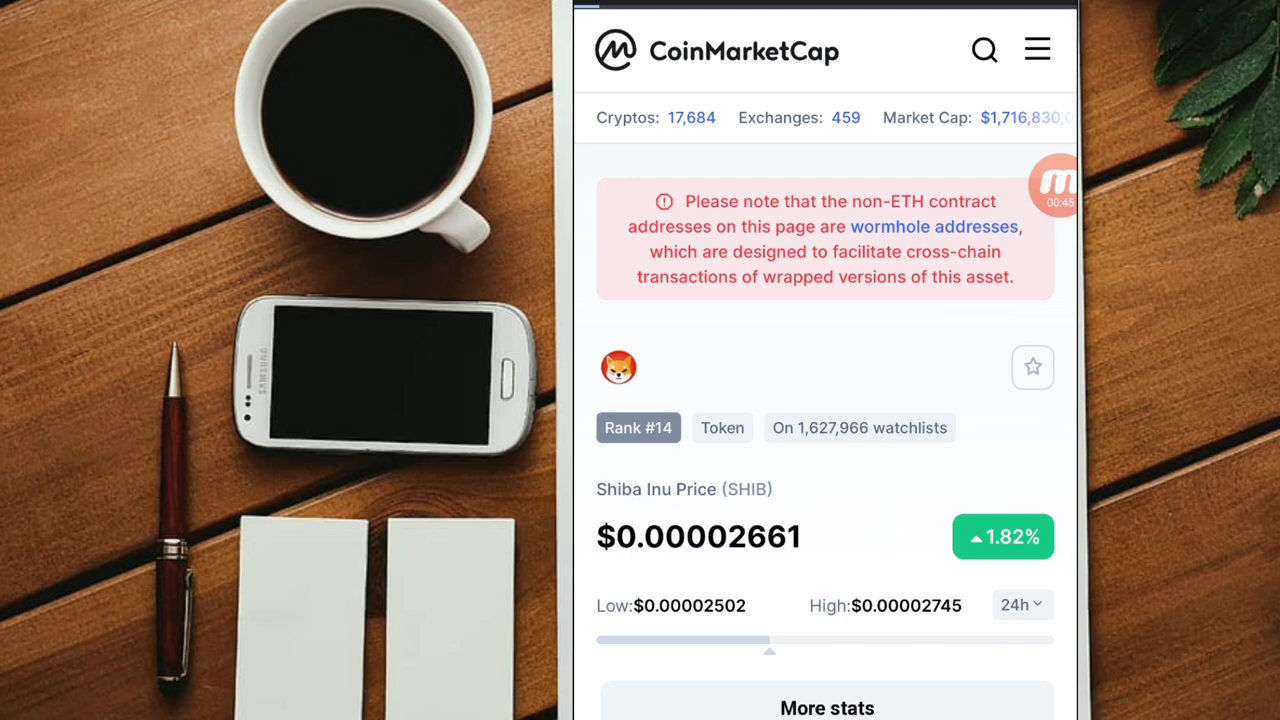 CoinMarketCap
Cryptos: 17,684 Exchanges: 459 Market Cap: $1,716,830,0
m
00:45
Please note that the non-ETH contract
addresses on this page are wormhole addresses,
which are designed to facilitate cross-chain
transactions of wrapped versions of this asset.
SAMSUNG
Rank #14 Token On 1,627,966 watchlists
Shiba Inu Price (SHIB)
$0.00002661 1.82%
Low:$0.00002502 High:$0.00002745 24h
More stats